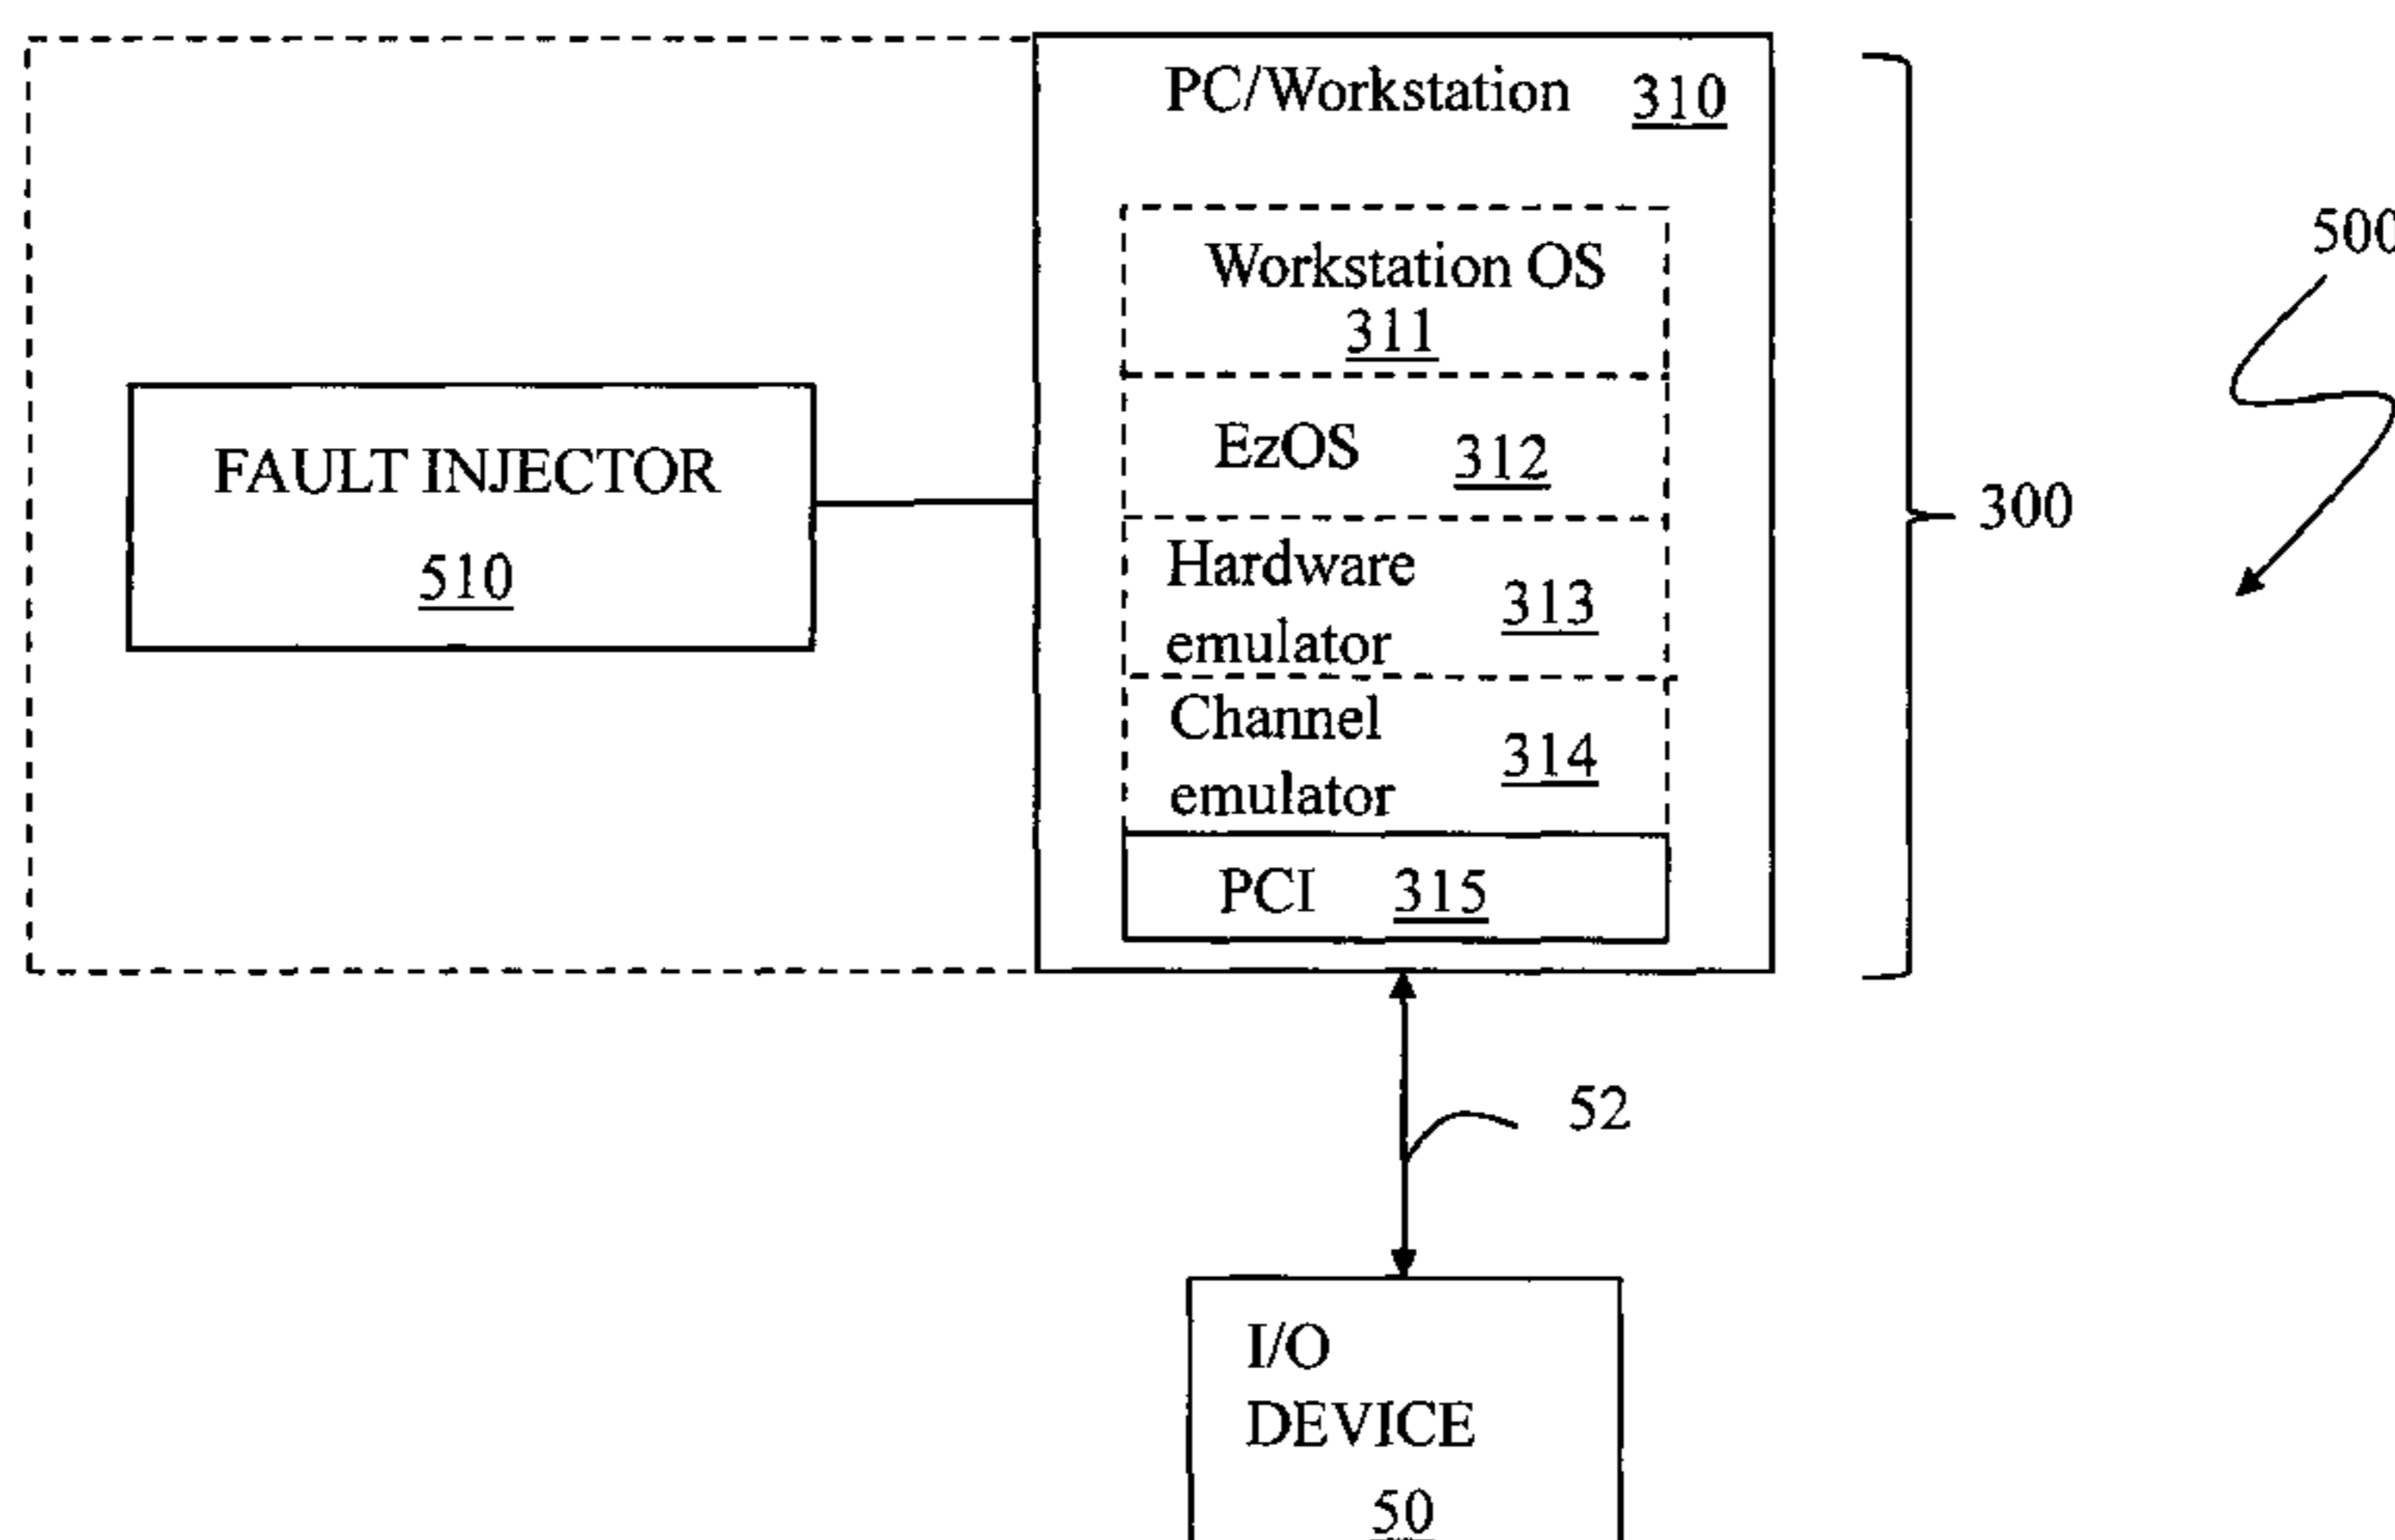 PC/Workstation 310
Workstation OS
311
500
EzOS 312
FAULT INJECTOR
510
300
Hardware
emulator 313
Channel
emulator 314
PCI 315
52
I/O
DEVICE
50